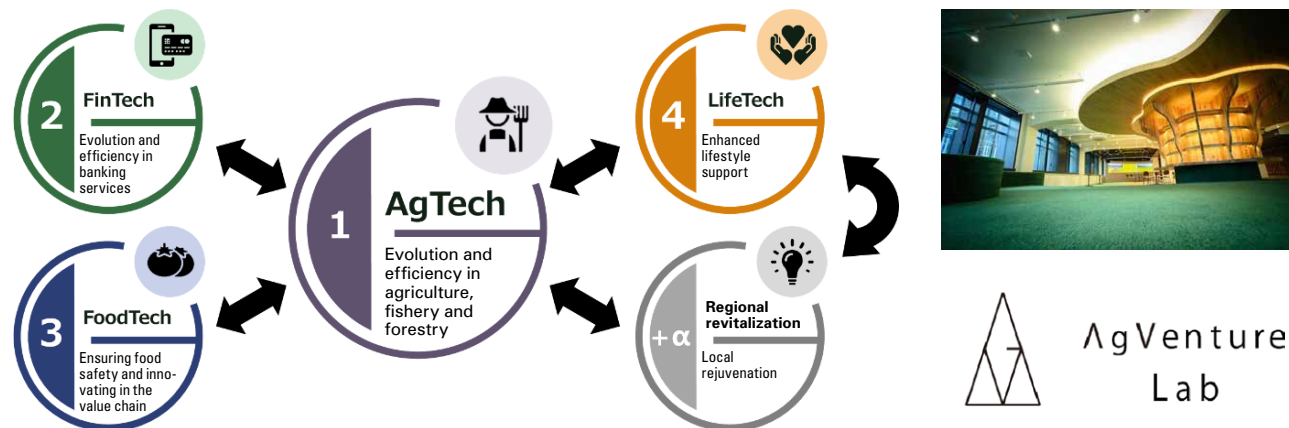 2
FinTech
Evolution and
efficiency in
banking
services
3
FoodTech
Ensuring food
safety and inno-
vating in the
value chain
1
AgTech
Evolution and
efficiency in
agriculture,
fishery and
forestry
4
LifeTech
Enhanced
lifestyle
support
+α
Regional
revitalization
Local
rejuvenation
AgVenture
Lab